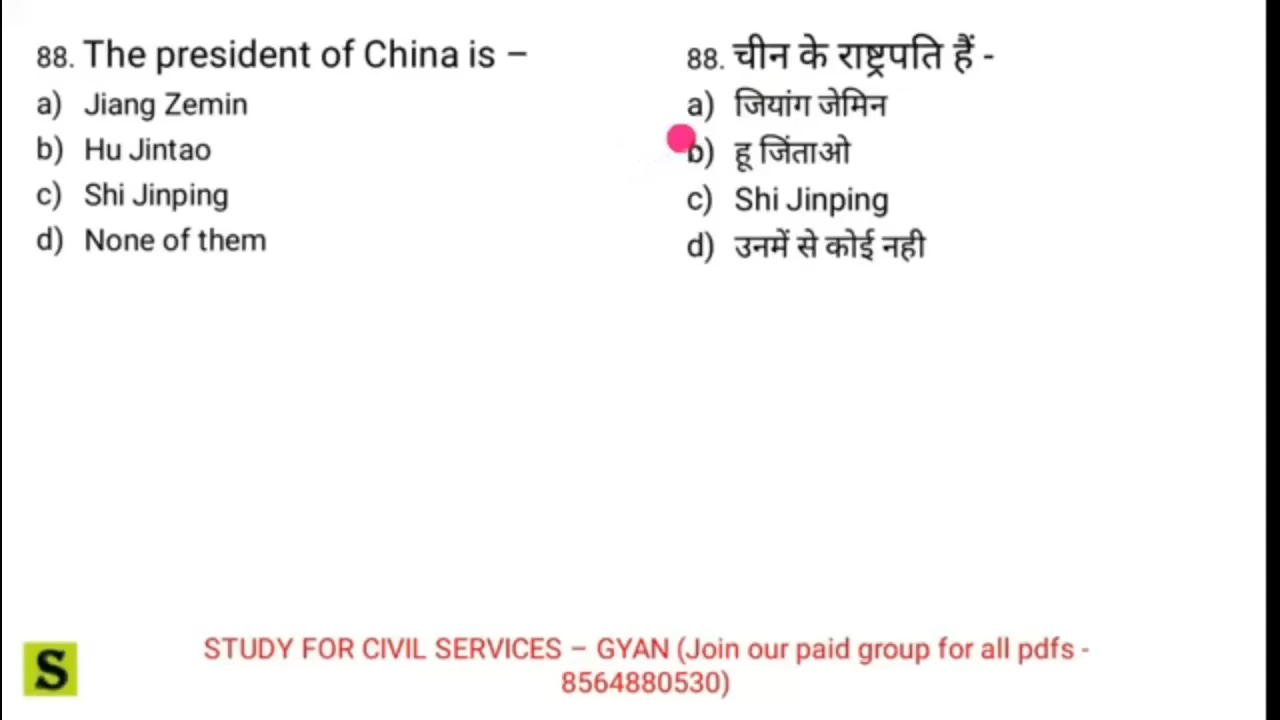 88. The president of China is –
a) Jiang Zemin
b) Hu Jintao
c) Shi Jinping
d) None of them
88. चीन के राष्ट्रपति हैं -
a) जियांग जेमिन
b) हू जिंताओ
c) Shi Jinping
d) उनमें से कोई नही
S
STUDY FOR CIVIL SERVICES – GYAN (Join our paid group for all pdfs -
8564880530)